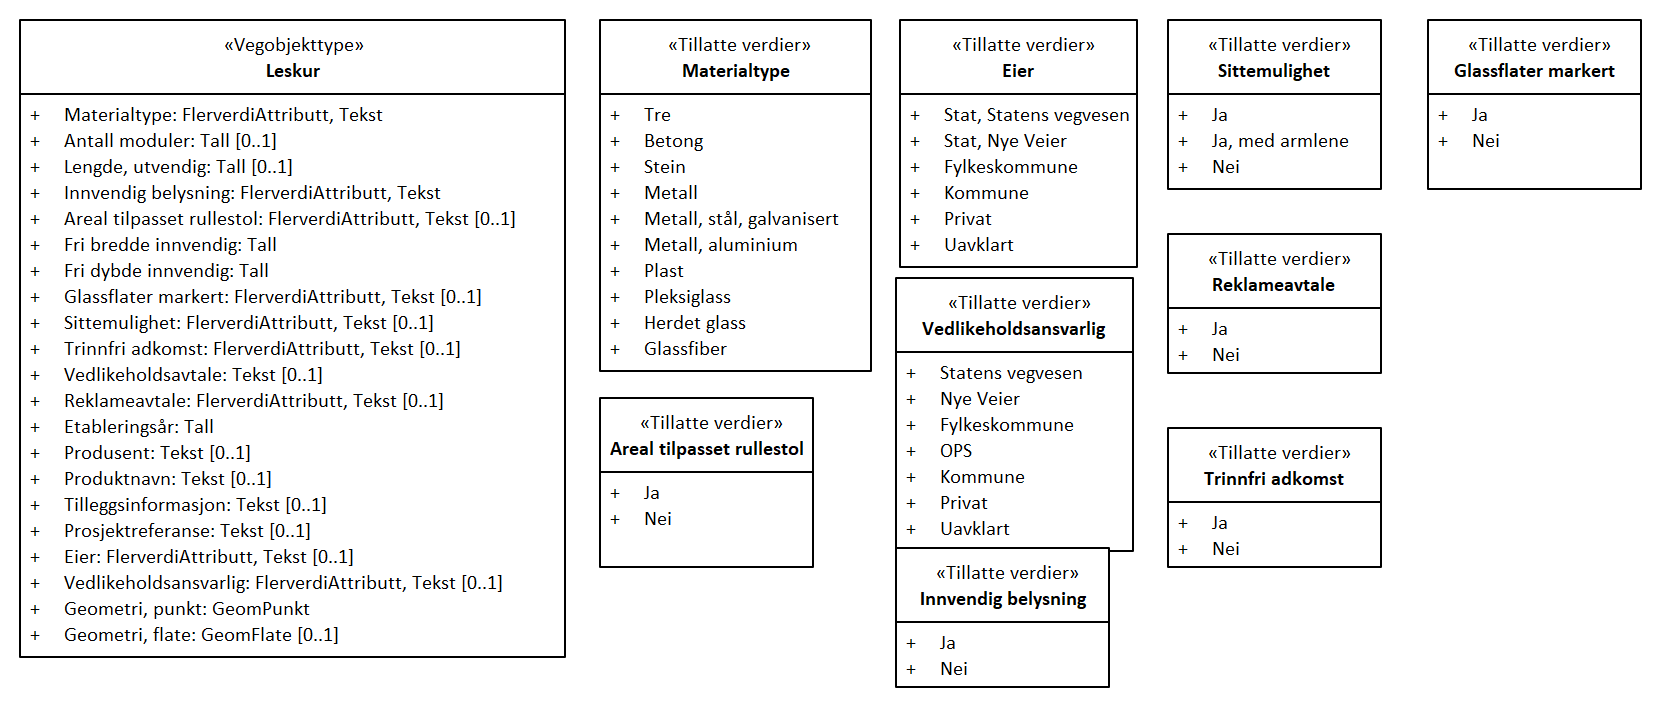 «Vegobjekttype»
Leskur
+ Materialtype: FlerverdiAttributt, Tekst
+ Antall moduler: Tall [0..1]
+ Lengde, utvendig: Tall [0..1]
+ Innvendig belysning: FlerverdiAttributt, Tekst
+ Areal tilpasset rullestol: FlerverdiAttributt, Tekst [0..1]
+ Fri bredde innvendig: Tall
+ Fri dybde innvendig: Tall
+ Glassflater markert: FlerverdiAttributt, Tekst [0..1]
+ Sittemulighet: FlerverdiAttributt, Tekst [0..1]
+ Trinnfri adkomst: FlerverdiAttributt, Tekst [0..1]
+ Vedlikeholdsavtale: Tekst [0..1]
+ Reklameavtale: FlerverdiAttributt, Tekst [0..1]
+ Etableringsår: Tall
+ Produsent: Tekst [0..1]
+ Produktnavn: Tekst [0..1]
+ Tilleggsinformasjon: Tekst [0..1]
+ Prosjektreferanse: Tekst [0..1]
+ Eier: FlerverdiAttributt, Tekst [0..1]
+ Vedlikeholdsansvarlig: FlerverdiAttributt, Tekst [0..1]
+ Geometri, punkt: GeomPunkt
+ Geometri, flate: GeomFlate [0..1]
«Tillatte verdier»
Materialtype
+ Tre
+ Betong
+ Stein
+ Metall
+ Metall, stål, galvanisert
+ Metall, aluminium
+ Plast
+ Pleksiglass
+ Herdet glass
+ Glassfiber
«Tillatte verdier»
Areal tilpasset rullestol
+ Ja
+ Nei
«Tillatte verdier»
Eier
+ Stat, Statens vegvesen
+ Stat, Nye Veier
+ Fylkeskommune
+ Kommune
+ Privat
+ Uavklart
«Tillatte verdier»
Vedlikeholdsansvarlig
+ Statens vegvesen
+ Nye Veier
+ Fylkeskommune
+ OPS
+ Kommune
+ Privat
+ Uavklart
«Tillatte verdier»
Innvendig belysning
+ Ja
+ Nei
«Tillatte verdier»
Sittemulighet
+ Ja
+ Ja, med armlene
+ Nei
«Tillatte verdier»
Reklameavtale
+ Ja
+ Nei
«Tillatte verdier»
Trinnfri adkomst
+ Ja
+ Nei
«Tillatte verdier»
Glassflater markert
+ Ja
+ Nei